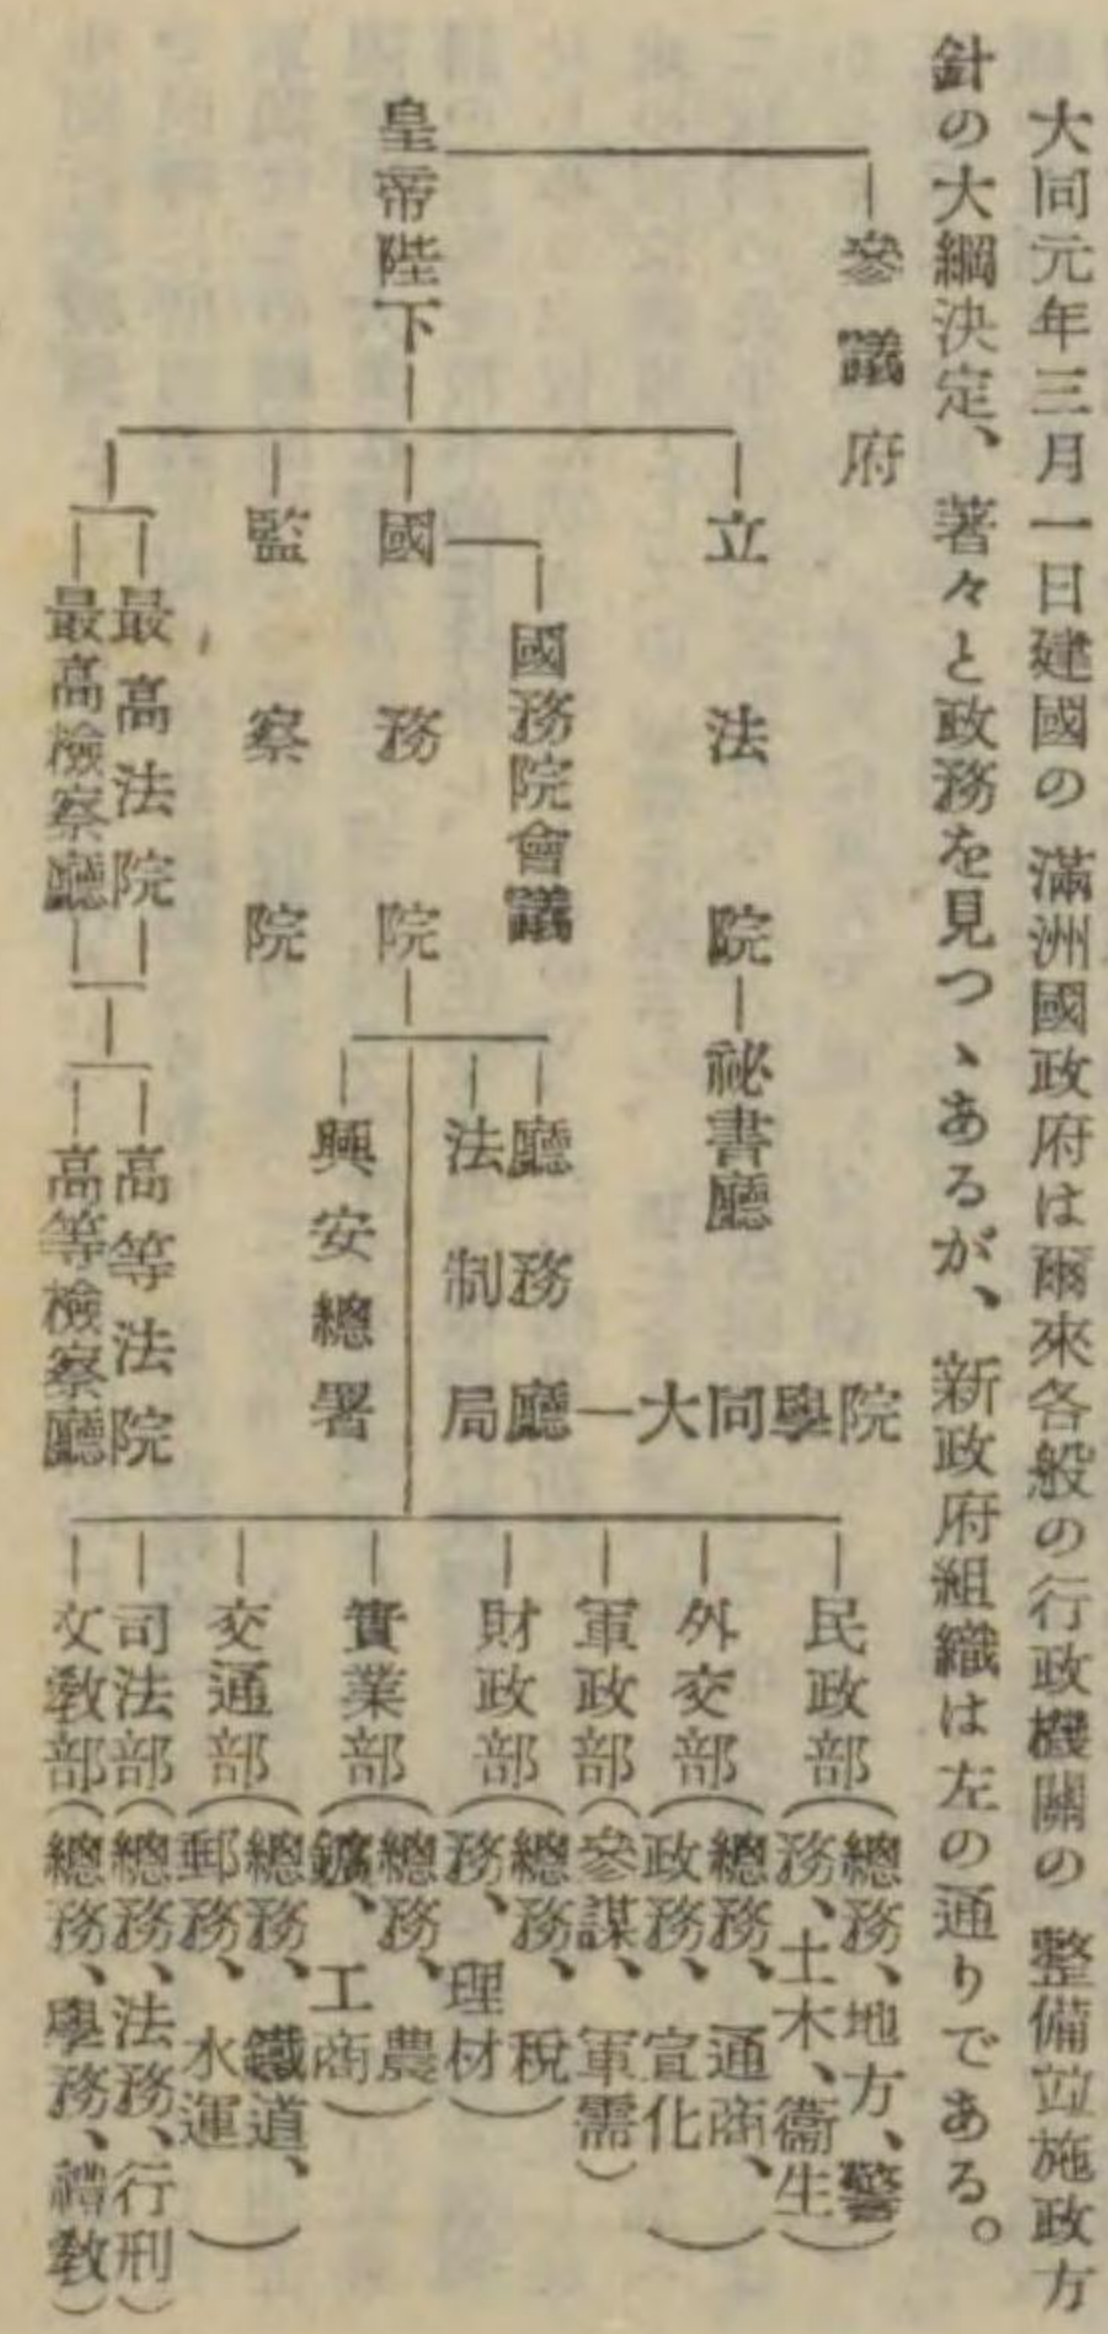 大同元年三月一日建國の滿洲國政府は爾來各般の行政機關の整備竝施政方
針の大綱決定、著々と政務を見つゝあるが、新政府組織は左の通りである。
皇帝陛下
參議府
立法院
祕書廳
國務院
國務院會議
監察院
最高法院
最高檢察廳
高等法院
高等檢察廳
廳務廳
大同學院
法制局
興安總署
民政部(總務、地方、警
務、土木、衞生)
外交部(總務、通商、
政務、宣化)
軍政部(參謀、軍需)
財政部(總務、稅
務、理材)
實業部(總務、農
鑛、工商)
交通部(總務、鐵道、
郵務、水運)
司法部(總務、法務、行刑)
文敎部(總務、學務、禮敎)